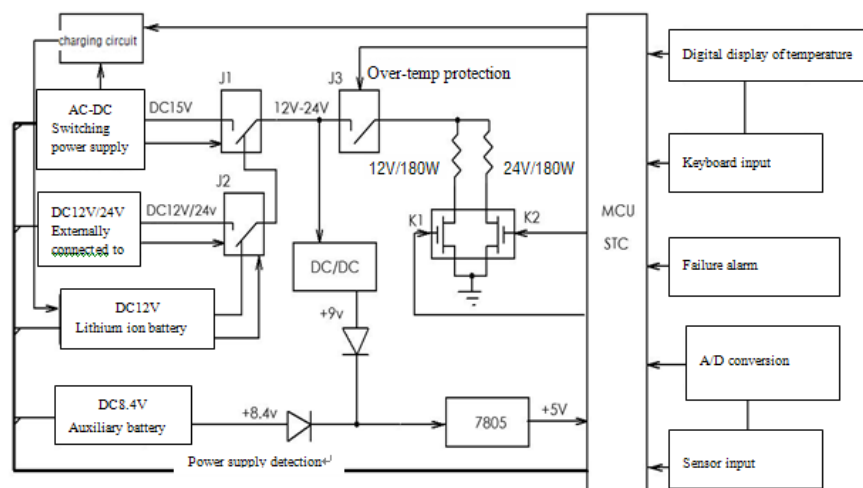 charging circuit
J1
J3
Over-temp protection
Digital display of temperature
AC-DC
Switching
power supply
DC15V
12V-24V
12V/180W
24V/180W
Keyboard input
J2
DC12V/24V
Externally
connected to
DC12V/24v
K1
K2
MCU
STC
DC/DC
Failure alarm
DC12V
Lithium ion battery
+9v
A/D conversion
DC8.4V
Auxiliary battery
+8.4v
7805
+5V
Power supply detection↵
Sensor input